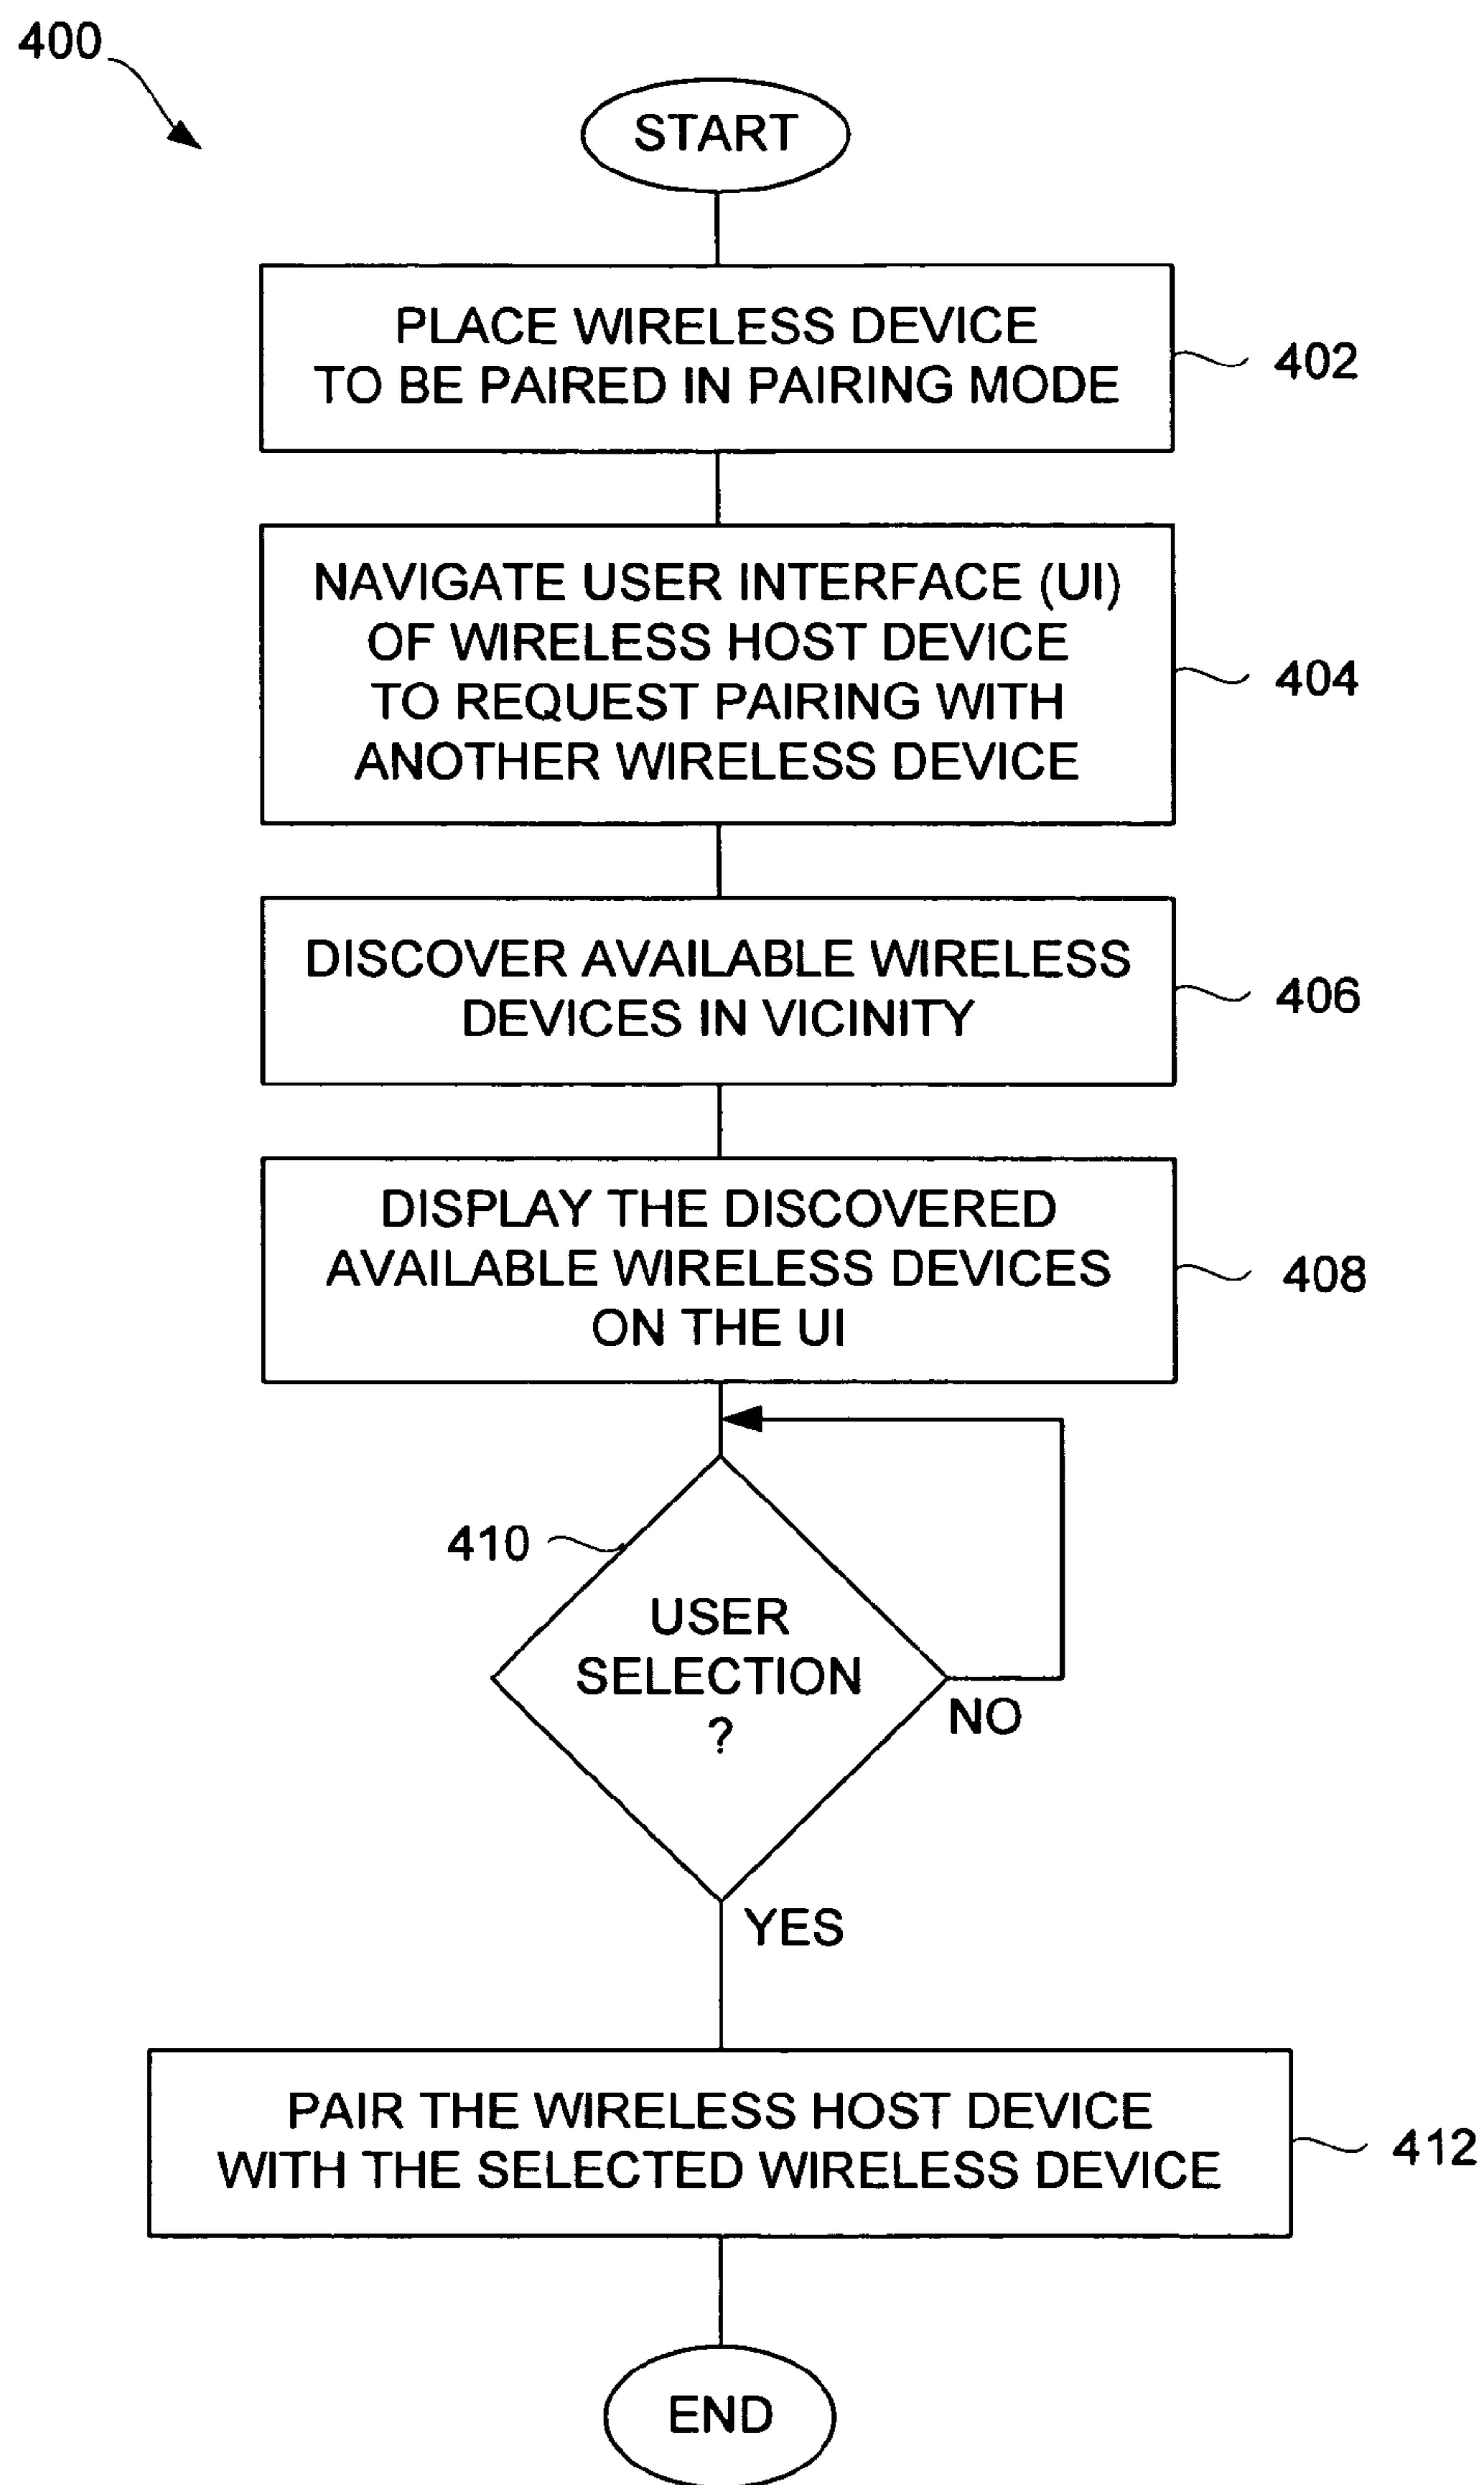 400
START
PLACE WIRELESS DEVICE
TO BE PAIRED IN PAIRING MODE
402
NAVIGATE USER INTERFACE (UI)
OF WIRELESS HOST DEVICE
TO REQUEST PAIRING WITH
ANOTHER WIRELESS DEVICE
404
DISCOVER AVAILABLE WIRELESS
DEVICES IN VICINITY
406
DISPLAY THE DISCOVERED
AVAILABLE WIRELESS DEVICES
ON THE UI
408
410
USER
SELECTION
?
NO
YES
PAIR THE WIRELESS HOST DEVICE
WITH THE SELECTED WIRELESS DEVICE
412
END